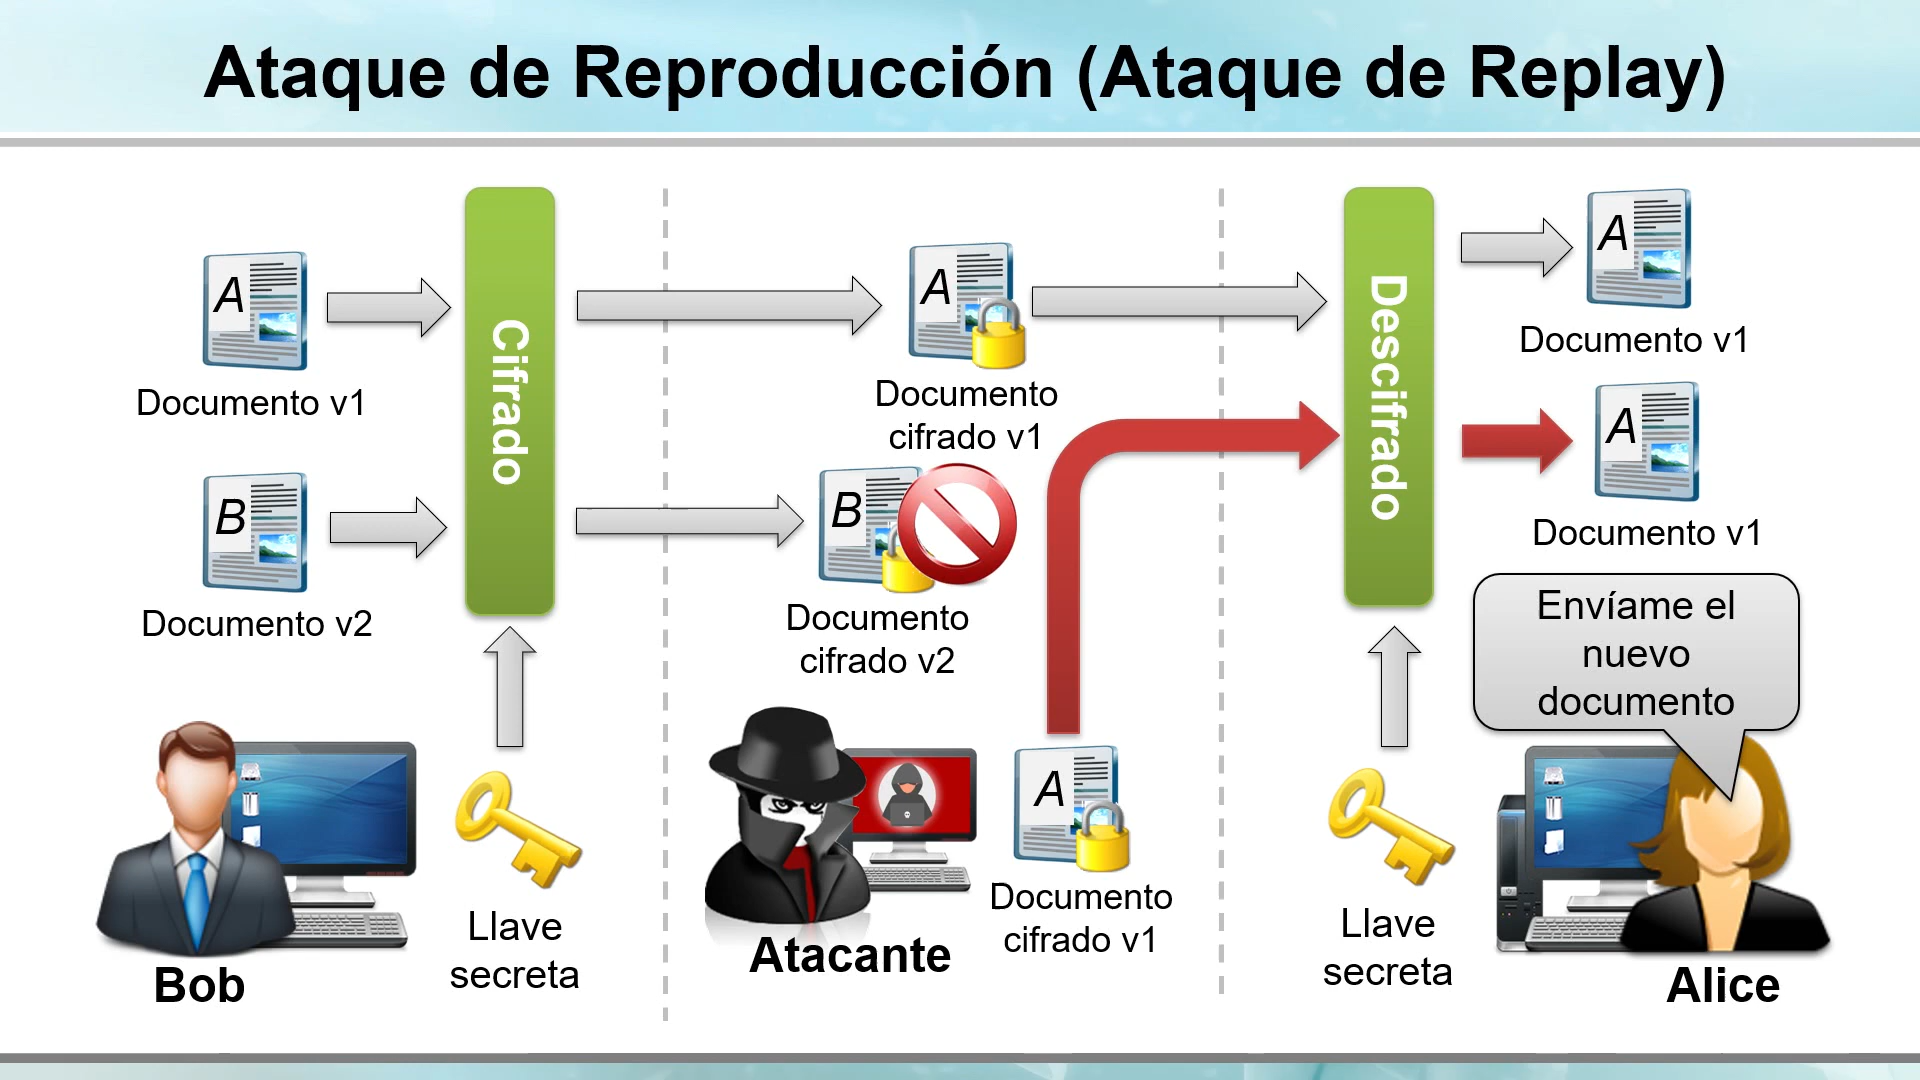 Ataque de Reproducción (Ataque de Replay)
A
Documento v1
B
Documento v2
Cifrado
Llave
secreta
Bob
A
Documento
cifrado v1
B
Documento
cifrado v2
Atacante
A
Documento
cifrado v1
Descifrado
Llave
secreta
A
Documento v1
A
Documento v1
Envíame el
nuevo
documento
Alice